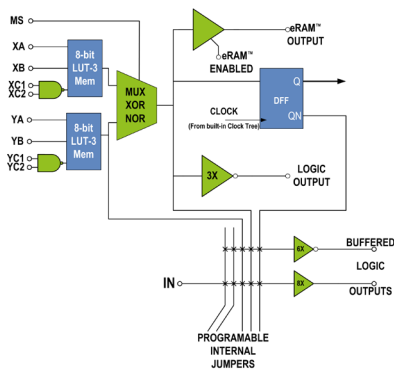 MS
XA
XB
XC1
XC2
8-bit
LUT-3
Mem
YA
YB
YC1
YC2
8-bit
LUT-3
Mem
MUX
XOR
NOR
eRAM™
OUTPUT
eRAM™
ENABLED
CLOCK
(From built-in Clock Tree)
Q
DFF
QN
3X
LOGIC
OUTPUT
IN
6X
8X
BUFFERED
LOGIC
OUTPUTS
PROGRAMABLE
INTERNAL
JUMPERS